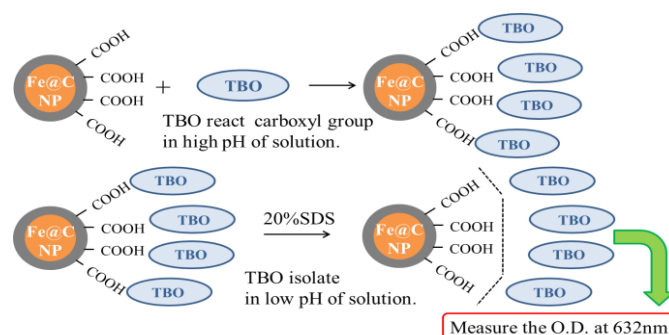 COOH
COOH
COOH
COOH
Fe@C
NP
+
TBO
COOH
COOH
COOH
COOH
Fe@C
NP
TBO
TBO
TBO
TBO
TBO react carboxyl group
in high pH of solution.
COOH
COOH
COOH
COOH
Fe@C
NP
TBO
TBO
TBO
TBO
20%SDS
TBO isolate
in low pH of solution.
COOH
COOH
COOH
COOH
Fe@C
NP
TBO
TBO
TBO
TBO
Measure the O.D. at 632nm